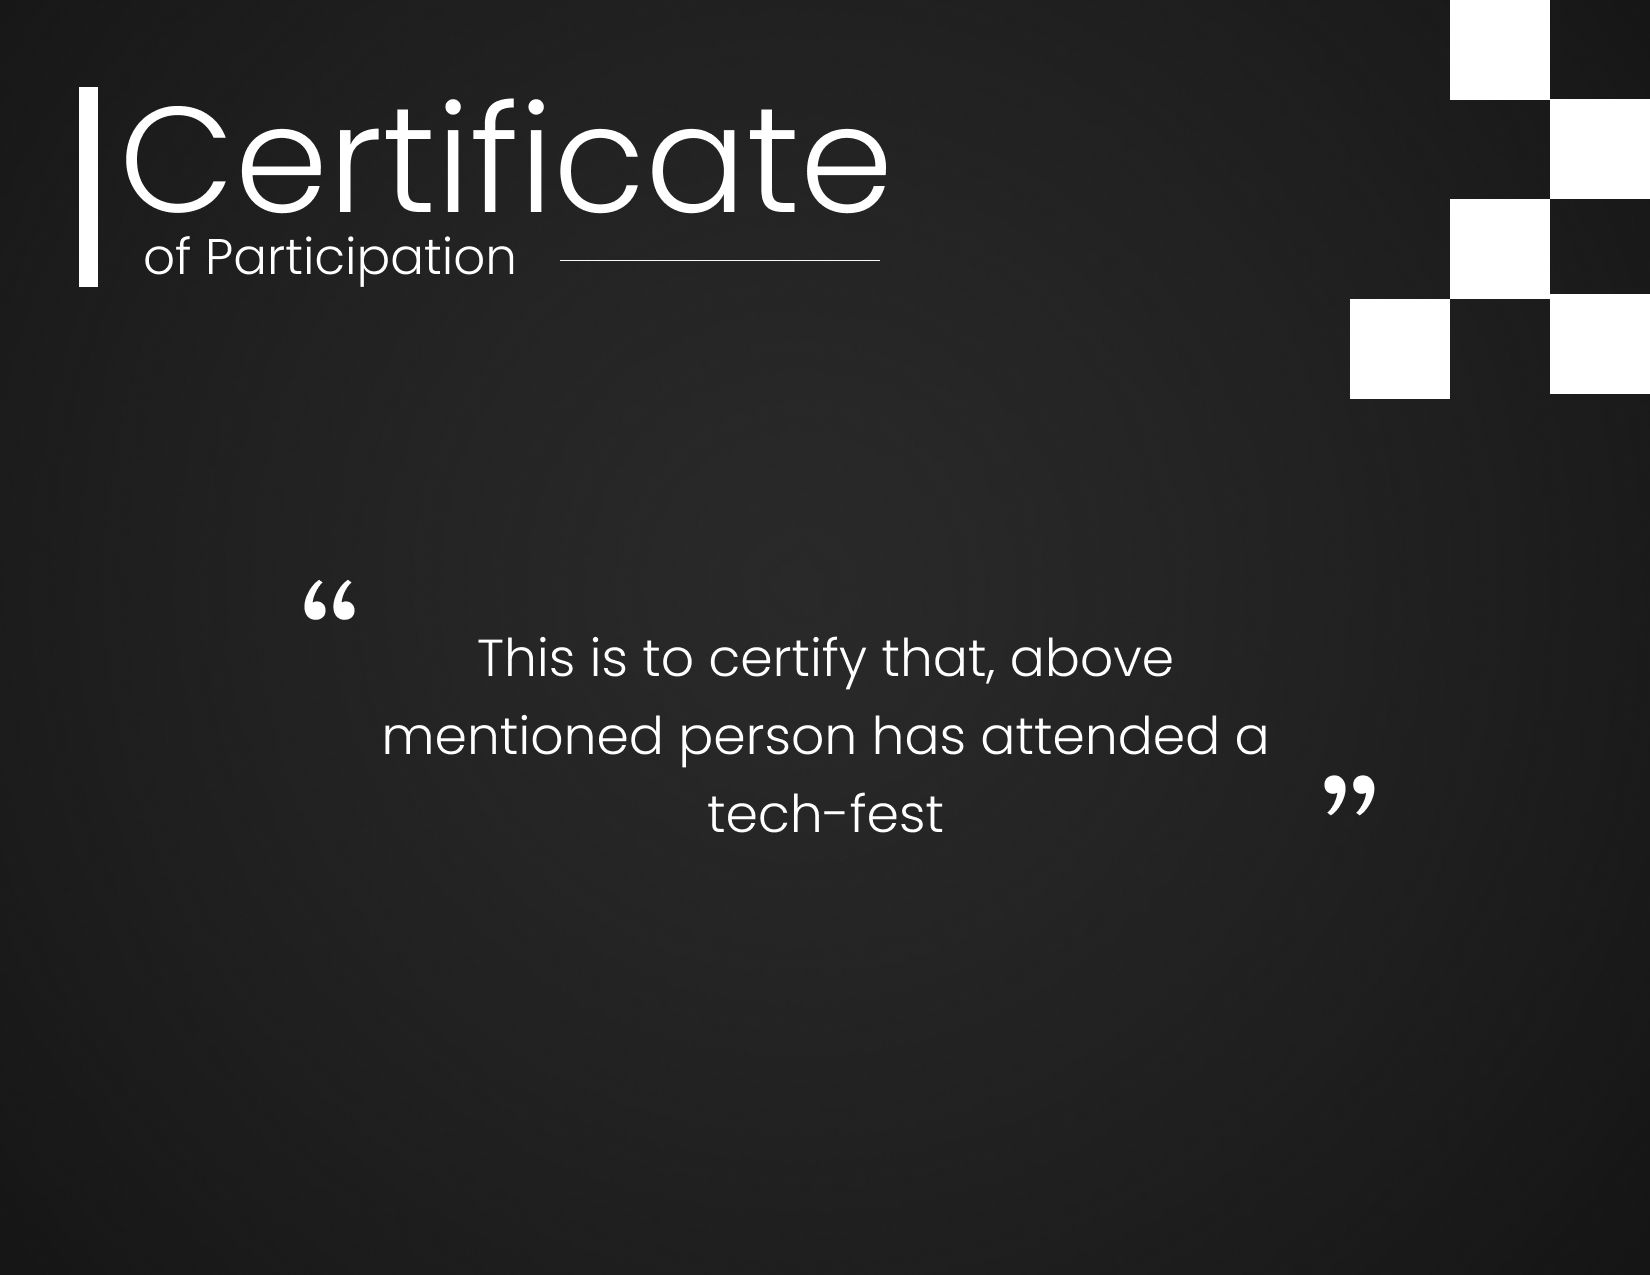 Certificate
of Participation
“
This is to certify that, above
mentioned person has attended a
tech-fest
”